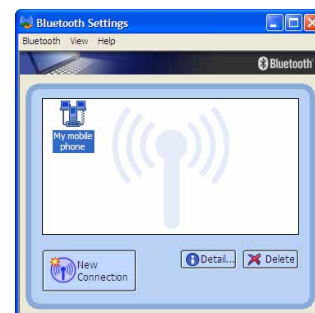 Bluetooth Settings
Bluetooth View Help
Bluetooth
My mobile
phone
New
Connection
Detail...
Delete